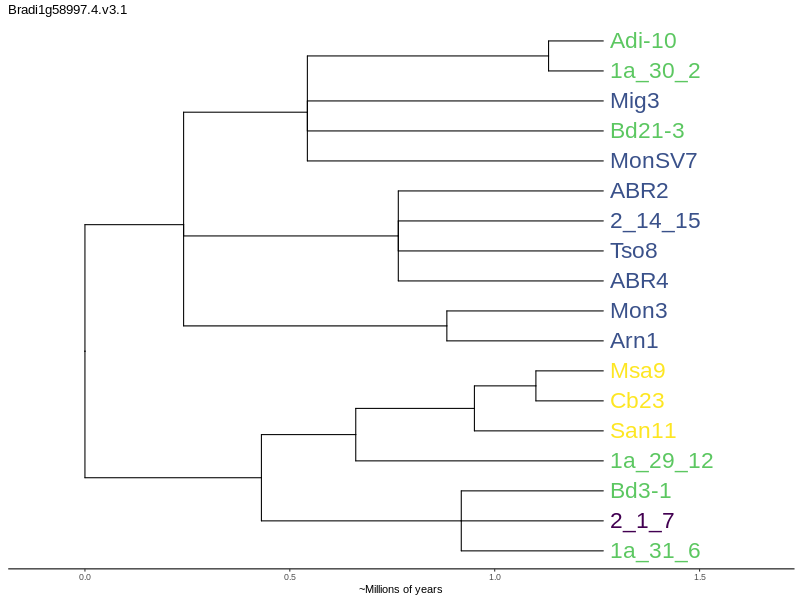 Bradi1g58997.4.v3.1
Adi-10
1a_30_2
Mig3
Bd21-3
MonSV7
ABR2
2_14_15
Tso8
ABR4
Mon3
Arn1
Msa9
Cb23
San11
1a_29_12
Bd3-1
2_1_7
1a_31_6
0.0 0.5 1.0 1.5
~Millions of years